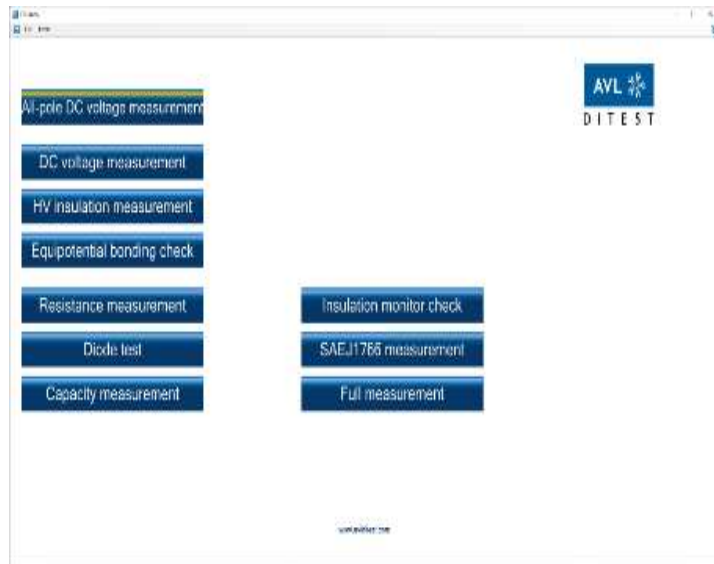 All-pole DC voltage measurement
DC voltage measurement
HV insulation measurement
Equipotential bonding check
Resistance measurement
Diode test
Capacity measurement
Insulation monitor check
SAEJ1766 measurement
Full measurement
AVL
DITEST